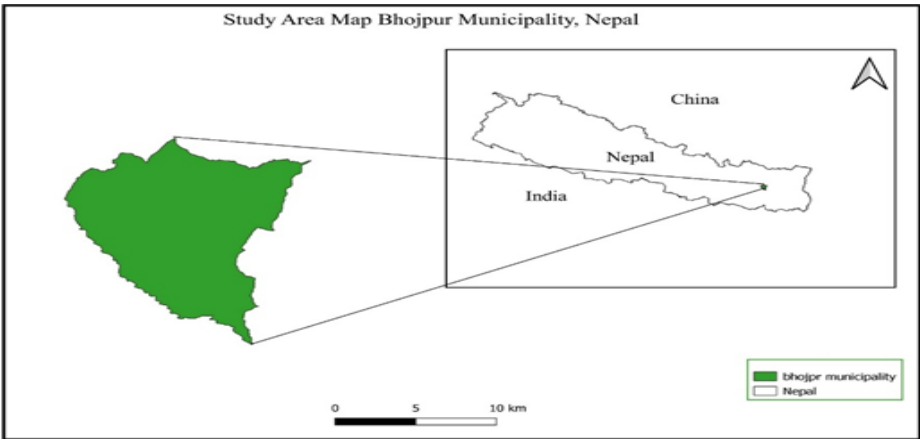 Study Area Map Bhojpur Municipality, Nepal
China
Nepal
India
bhojpr municipality
Nepal
0 5 10 km